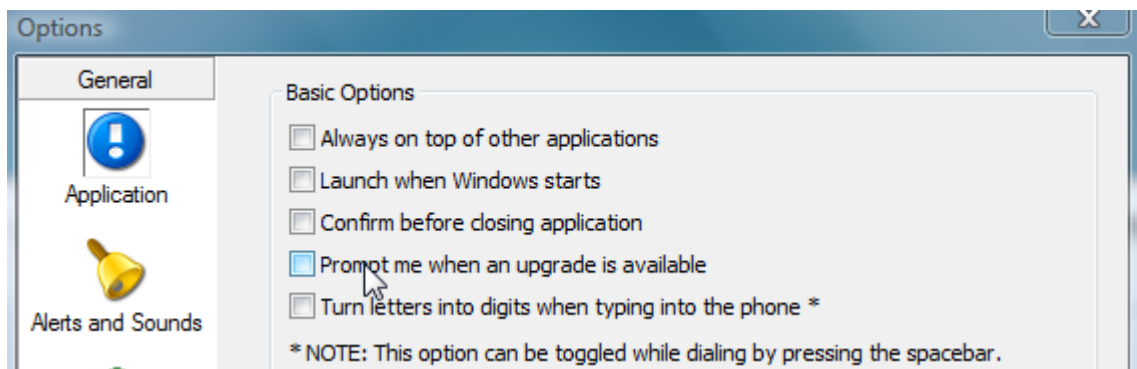 Options
General
Application
Alerts and Sounds
Basic Options
Always on top of other applications
Launch when Windows starts
Confirm before closing application
Prompt me when an upgrade is available
Turn letters into digits when typing into the phone *
* NOTE: This option can be toggled while dialing by pressing the spacebar.